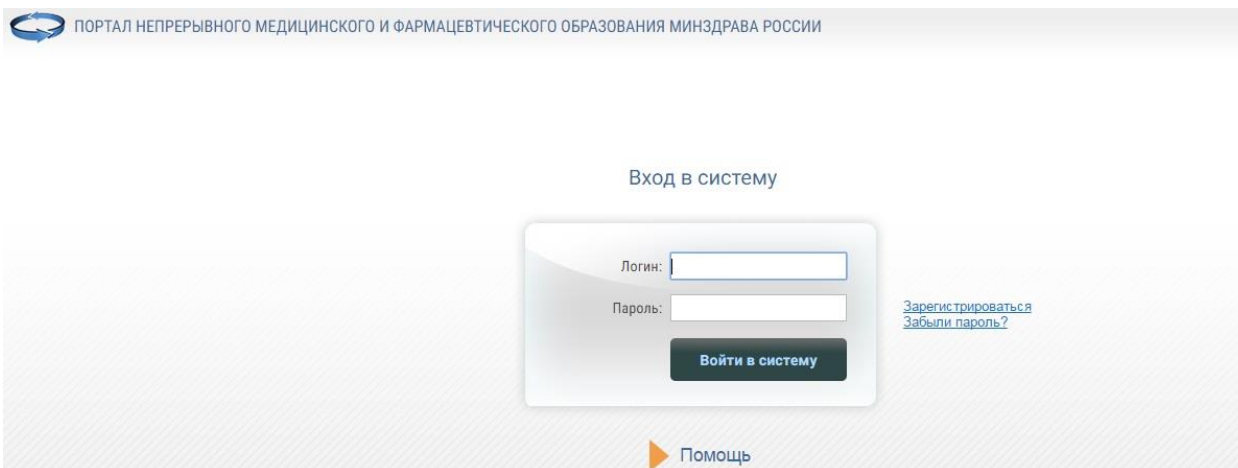 ПОРТАЛ НЕПРЕРЫВНОГО МЕДИЦИНСКОГО И ФАРМАЦЕВТИЧЕСКОГО ОБРАЗОВАНИЯ МИНЗДРАВА РОССИИ
Вход в систему
Логин:
Пароль:
Зарегистрироваться
Забыли пароль?
Войти в систему
Помощь